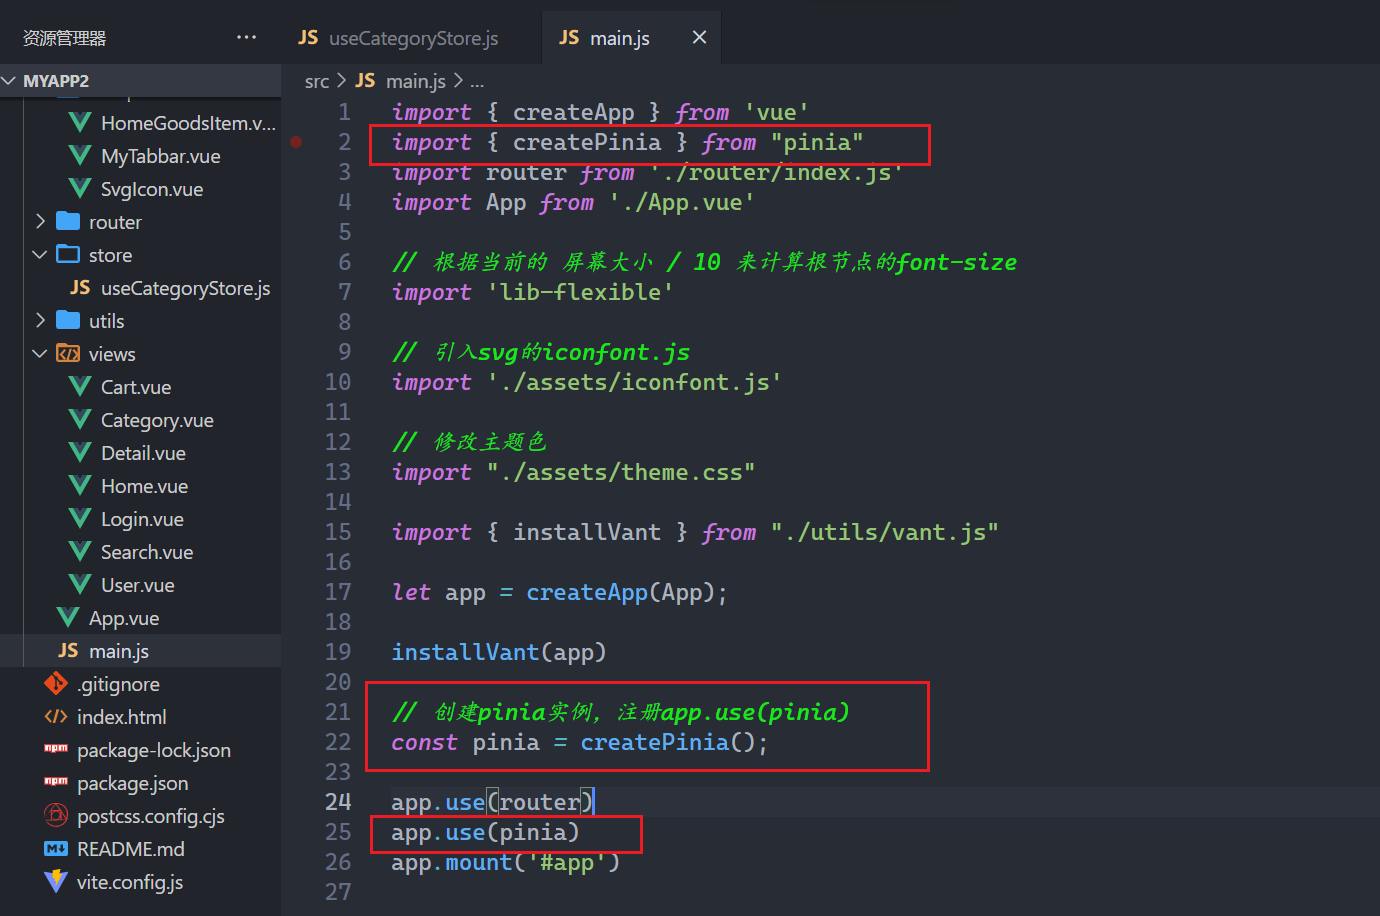 资源管理器 ...
JS useCategoryStore.js
JS main.js ×
MYAPP2
HomeGoodsItem.v...
MyTabbar.vue
SvgIcon.vue
router
store
JS useCategoryStore.js
utils
views
Cart.vue
Category.vue
Detail.vue
Home.vue
Login.vue
Search.vue
User.vue
App.vue
JS main.js
.gitignore
index.html
package-lock.json
package.json
postcss.config.cjs
README.md
vite.config.js
src > JS main.js > ...
1 import { createApp } from 'vue'
2 import { createPinia } from "pinia"
3 import router from './router/index.js'
4 import App from './App.vue'
5
6 // 根据当前的 屏幕大小 / 10 来计算根节点的font-size
7 import 'lib-flexible'
8
9 // 引入svg的iconfont.js
10 import './assets/iconfont.js'
11
12 // 修改主题色
13 import "./assets/theme.css"
14
15 import { installVant } from "./utils/vant.js"
16
17 let app = createApp(App);
18
19 installVant(app)
20
21 // 创建pinia实例，注册app.use(pinia)
22 const pinia = createPinia();
23
24 app.use(router)
25 app.use(pinia)
26 app.mount('#app')
27